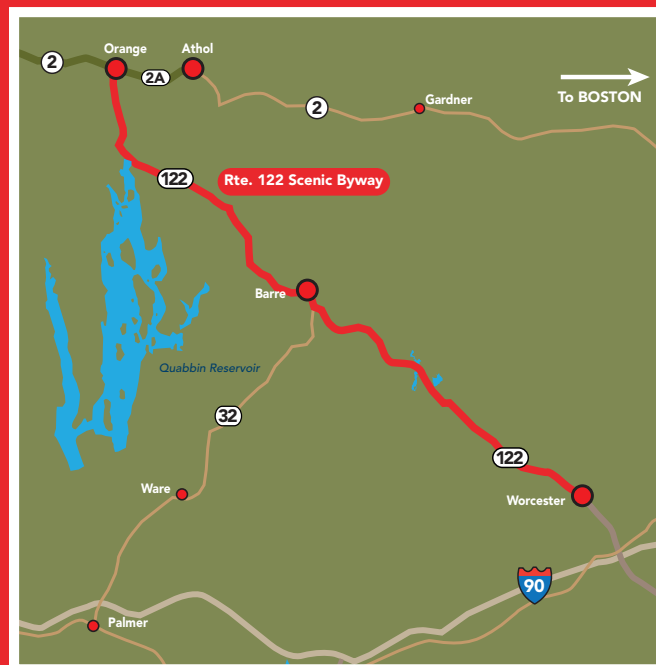 Orange
Athol
2
2A
2
Gardner
To BOSTON
122
Rte. 122 Scenic Byway
Barre
Quabbin Reservoir
32
122
Ware
Worcester
90
Palmer